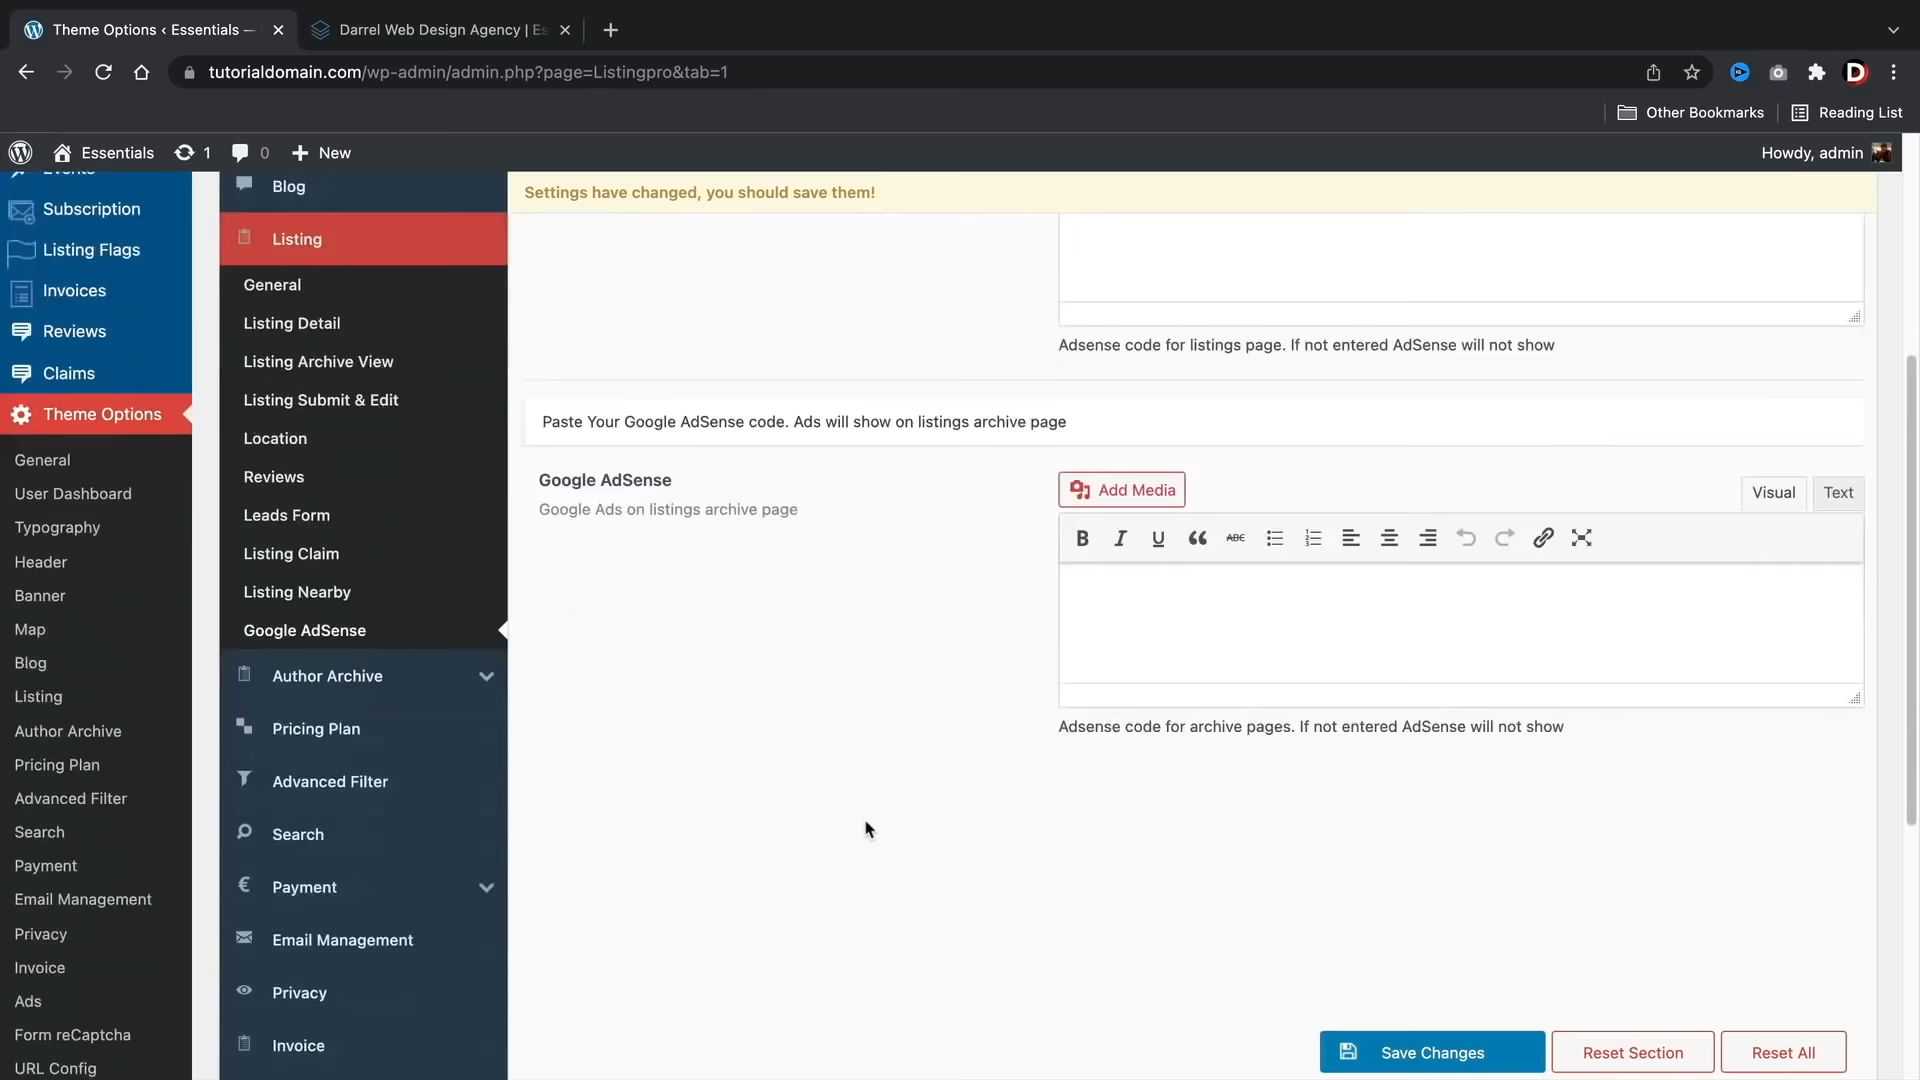 Theme Options ‹ Essentials —
Darrel Web Design Agency | Es
tutorialdomain.com/wp-admin/admin.php?page=Listingpro&tab=1
Other Bookmarks
Reading List
Essentials
1
0
New
Howdy, admin
Events
Subscription
Listing Flags
Invoices
Reviews
Claims
Theme Options
General
User Dashboard
Typography
Header
Banner
Map
Blog
Listing
Author Archive
Pricing Plan
Advanced Filter
Search
Payment
Email Management
Privacy
Invoice
Ads
Form reCaptcha
URL Config
Blog
Listing
General
Listing Detail
Listing Archive View
Listing Submit & Edit
Location
Reviews
Leads Form
Listing Claim
Listing Nearby
Google AdSense
Author Archive
Pricing Plan
Advanced Filter
Search
Payment
Email Management
Privacy
Invoice
Settings have changed, you should save them!
Adsense code for listings page. If not entered AdSense will not show
Paste Your Google AdSense code. Ads will show on listings archive page
Google AdSense
Google Ads on listings archive page
Add Media
Visual
Text
B I U ABC
Adsense code for archive pages. If not entered AdSense will not show
Save Changes
Reset Section
Reset All